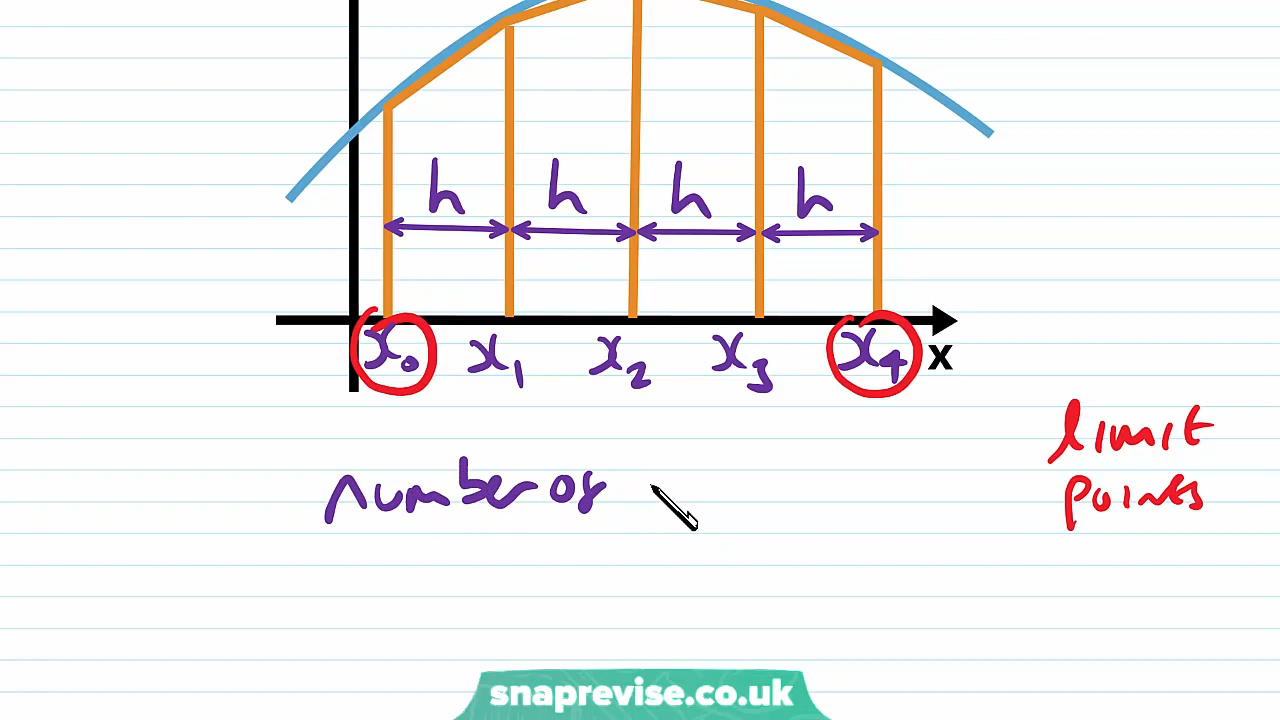 h h h h
x₀ x₁ x₂ x₃ x₄ x
limit
points
number of
snaprevise.co.uk